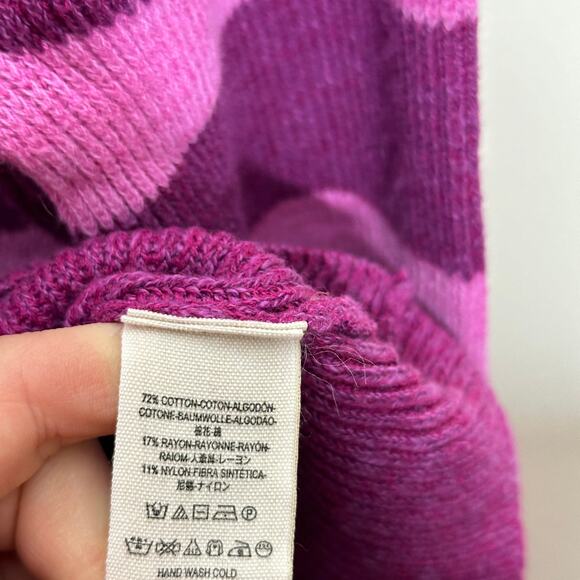 72% COTTON-COTON-ALGODÓN-
COTONE-BAUMWOLLE-ALGODÃO-
棉花-綿
17% RAYON-RAYONNE-RAYÓN-
RAIOM-人造絲-レーヨン
11% NYLON-FIBRA SINTÉTICA-
尼龍-ナイロン
HAND WASH COLD